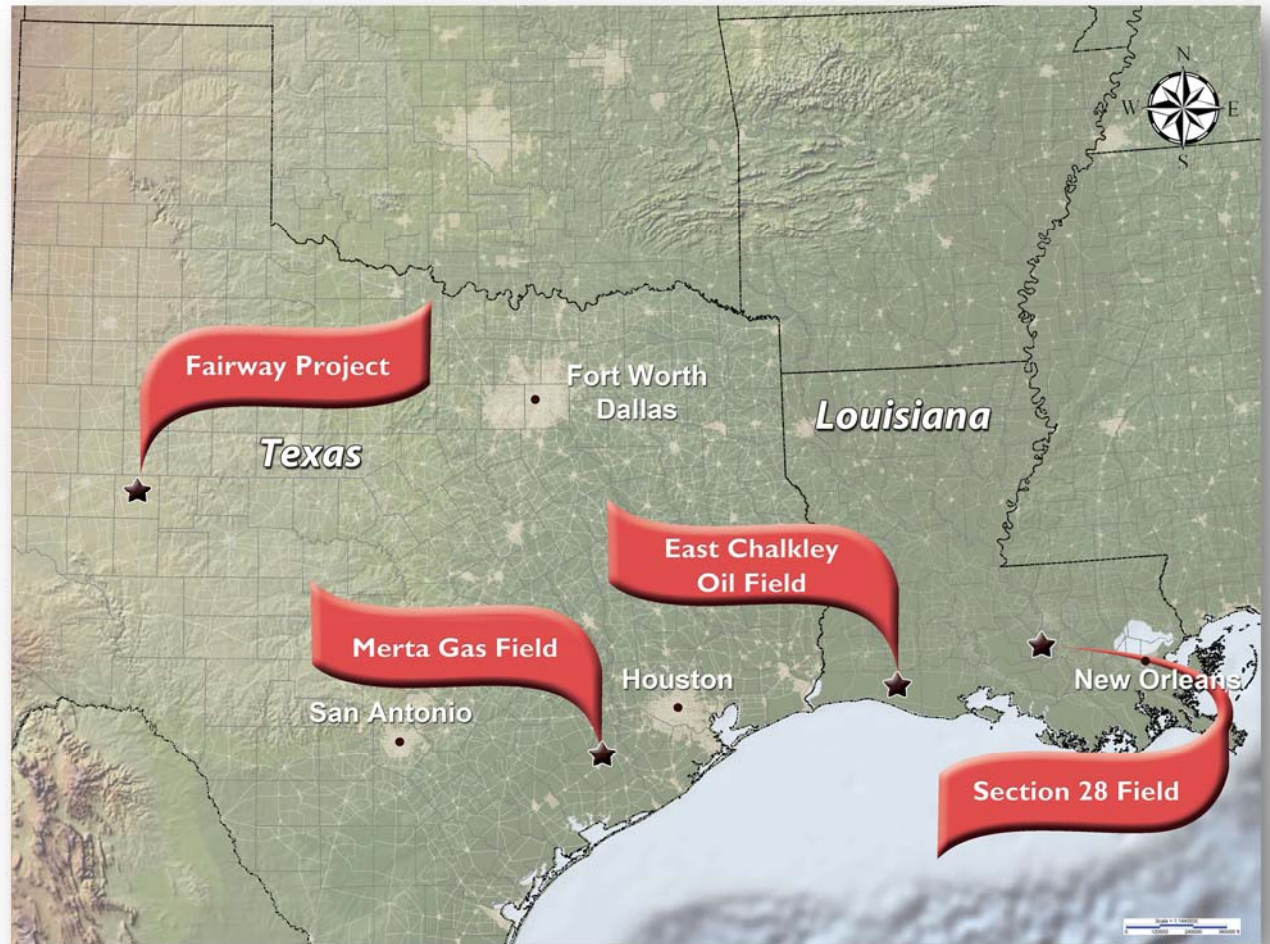 N
W E
S
Fairway Project
Fort Worth
Dallas
Louisiana
Texas
East Chalkley
Oil Field
Merta Gas Field
Houston
New Orleans
San Antonio
Section 28 Field